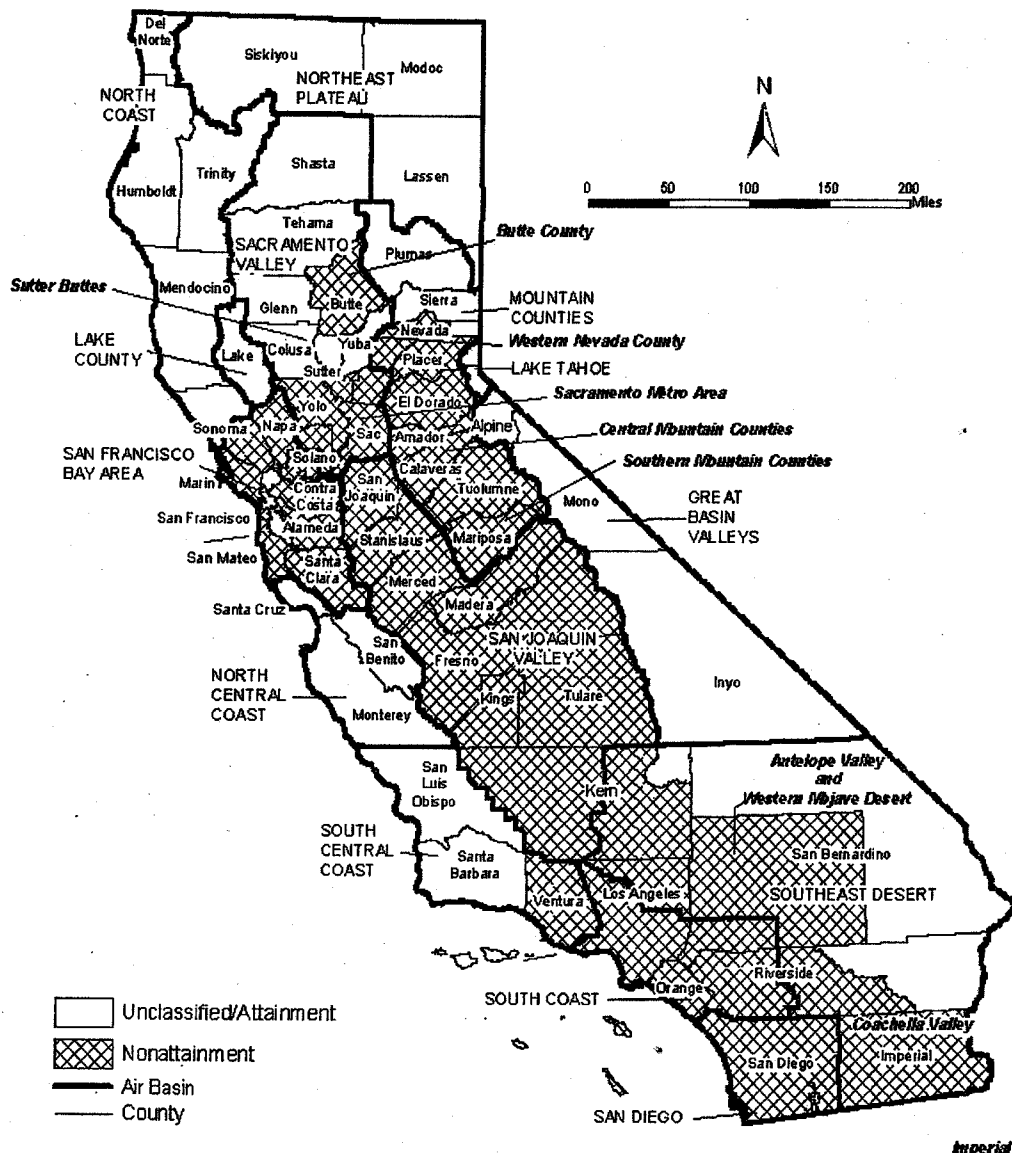 Del
Norte
Siskiyou
Modoc
NORTHEAST
PLATEAU
NORTH
COAST
N
Shasta
Trinity
Lassen
Humboldt
0 50 100 150 200
Miles
Tehama
Butte County
SACRAMENTO
VALLEY
Plumas
Sutter Buttes
Mendocino
Glenn
Butte
Sierra
MOUNTAIN
COUNTIES
Nevada
Western Nevada County
LAKE
COUNTY
Lake
Colusa
Yuba
Placer
LAKE TAHOE
Sutter
Sacramento Metro Area
Yolo
El Dorado
Sonoma
Napa
Sac
Amador
Alpine
Central Mountain Counties
SAN FRANCISCO
BAY AREA
Solano
Calaveras
Southern Mountain Counties
Marin
Contra
Costa
San
Joaquin
Tuolumne
Mono
GREAT
BASIN
VALLEYS
San Francisco
Alameda
Stanislaus
Mariposa
San Mateo
Santa
Clara
Merced
Santa Cruz
Madera
San
Benito
Fresno
SAN JOAQUIN
VALLEY
NORTH
CENTRAL
COAST
Monterey
Kings
Tulare
Inyo
San
Luis
Obispo
Kern
Antelope Valley
and
Western Mojave Desert
SOUTH
CENTRAL
COAST
Santa
Barbara
San Bernardino
Ventura
Los Angeles
SOUTHEAST DESERT
Riverside
SOUTH COAST
Orange
Coachella Valley
San Diego
Imperial
SAN DIEGO
Unclassified/Attainment
Nonattainment
Air Basin
County
Imperial